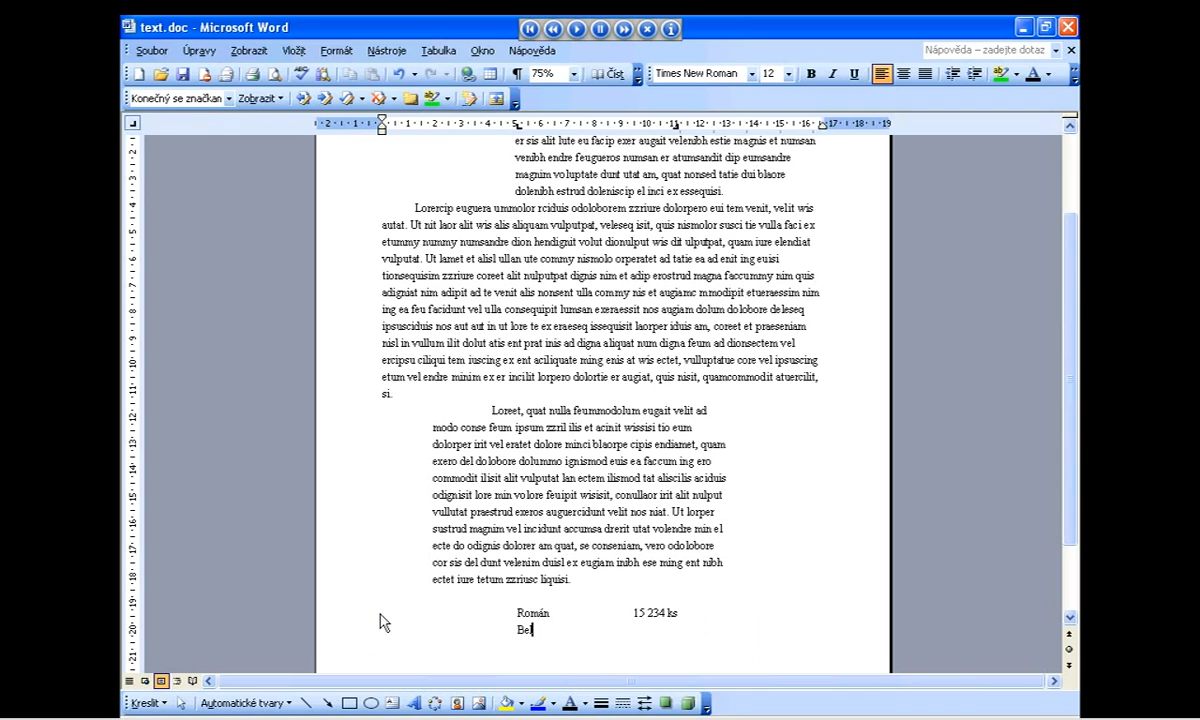 text.doc - Microsoft Word
Soubor Úpravy Zobrazit Vložit Formát Nástroje Tabulka Okno Nápověda
Nápověda – zadejte dotaz
75% Číst Times New Roman 12 B I U
Konečný se značkan Zobrazit
er sis alit lute eu facip exer augait velenibh estie magnis et numsan
venibh endre feugueros numsan er atumsandit dip eumsandre
magnim voluptate dunt utat am, quat nonsed tatie dui blaore
dolenibh estrud doleniscip el inci ex essequisi.
Lorercip euguera ummolor rciduis odoloborem zzriure dolorpero eui tem venit, velit wis
autat. Ut nit laor alit wis alis aliquam vulputpat, veleseq isit, quis nismolor susci tie vulla faci ex
etummy nummy numsandre dion hendignit volut dionulput wis dit ulputpat, quam iure elendiat
vulputat. Ut lamet et alisl ullan ute commy nismolo orperatet ad tatie ea ad enit ing euisi
tionsequisim zzriure coreet alit nulputpat dignis nim et adip erostrud magna faccummy nim quis
adigniat nim adipit ad te venit alis nonsent ulla commy nis et augiamc mmodipit etueraessim nim
ing ea feu facidunt vel ulla consequipit lumsan exeraessit nos augiam dolum dolobore deleseq
ipsusciduis nos aut aut in ut lore te ex eraeseq issequisit laorper iduis am, coreet et praeseniam
nisl in vullum ilit dolut atis ent prat inis ad digna aliquat num digna feum ad dionsectem vel
ercipsu ciliqui tem iuscing ex ent aciliquate ming enis at wis ectet, vulluptatue core vel ipsuscing
etum vel endre minim ex er incilit lorpero dolortie er augiat, quis nisit, quamcommodit atuercilit,
si.
Loreet, quat nulla feummodolum eugait velit ad
modo conse feum ipsum zzril ilis et acinit wissisi tio eum
dolorper irit vel eratet dolore minci blaorpe cipis endiamet, quam
exero del dolobore dolummo ignismod euis ea faccum ing ero
commodit ilisit alit vulputat lan ectem ilismod tat aliscilis aciduis
odignisit lore min volore feuipit wisisit, conullaor irit alit nulput
vullutat praestrud exeros auguercidunt velit nos niat. Ut lorper
sustrud magnim vel incidunt accumsa drerit utat volendre min el
ecte do odignis dolorer am quat, se conseniam, vero odolobore
cor sis del dunt velenim duisl ex eugiam inibh ese ming ent nibh
ectet iure tetum zzriusc liquisi.
Román 15 234 ks
Bel
Kreslit Automatické tvary